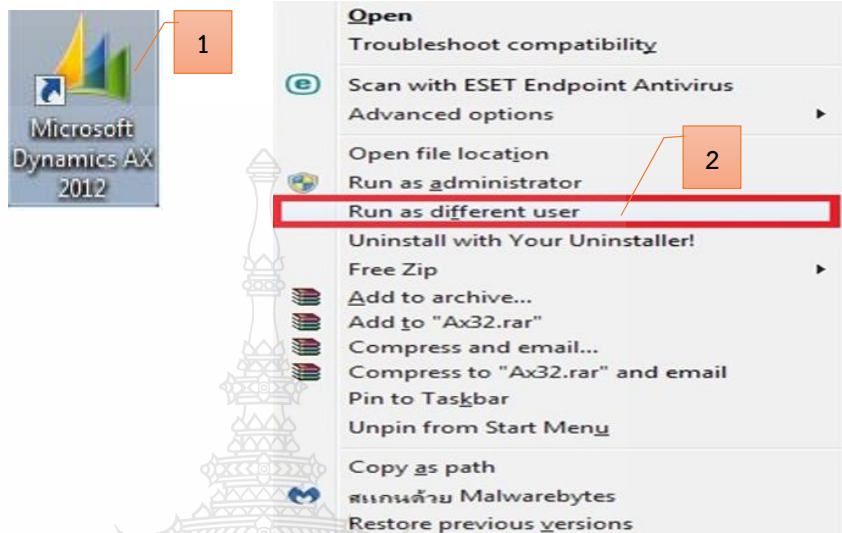 1
Microsoft
Dynamics AX
2012
Open
Troubleshoot compatibility
Scan with ESET Endpoint Antivirus
Advanced options
Open file location
2
Run as administrator
Run as different user
Uninstall with Your Uninstaller!
Free Zip
Add to archive...
Add to "Ax32.rar"
Compress and email...
Compress to "Ax32.rar" and email
Pin to Taskbar
Unpin from Start Menu
Copy as path
สแกนด้วย Malwarebytes
Restore previous versions